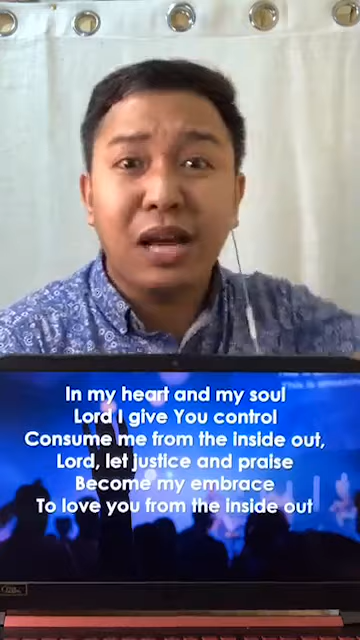 In my heart and my soul
Lord I give You control
Consume me from the inside out,
Lord, let justice and praise
Become my embrace
To love you from the inside out